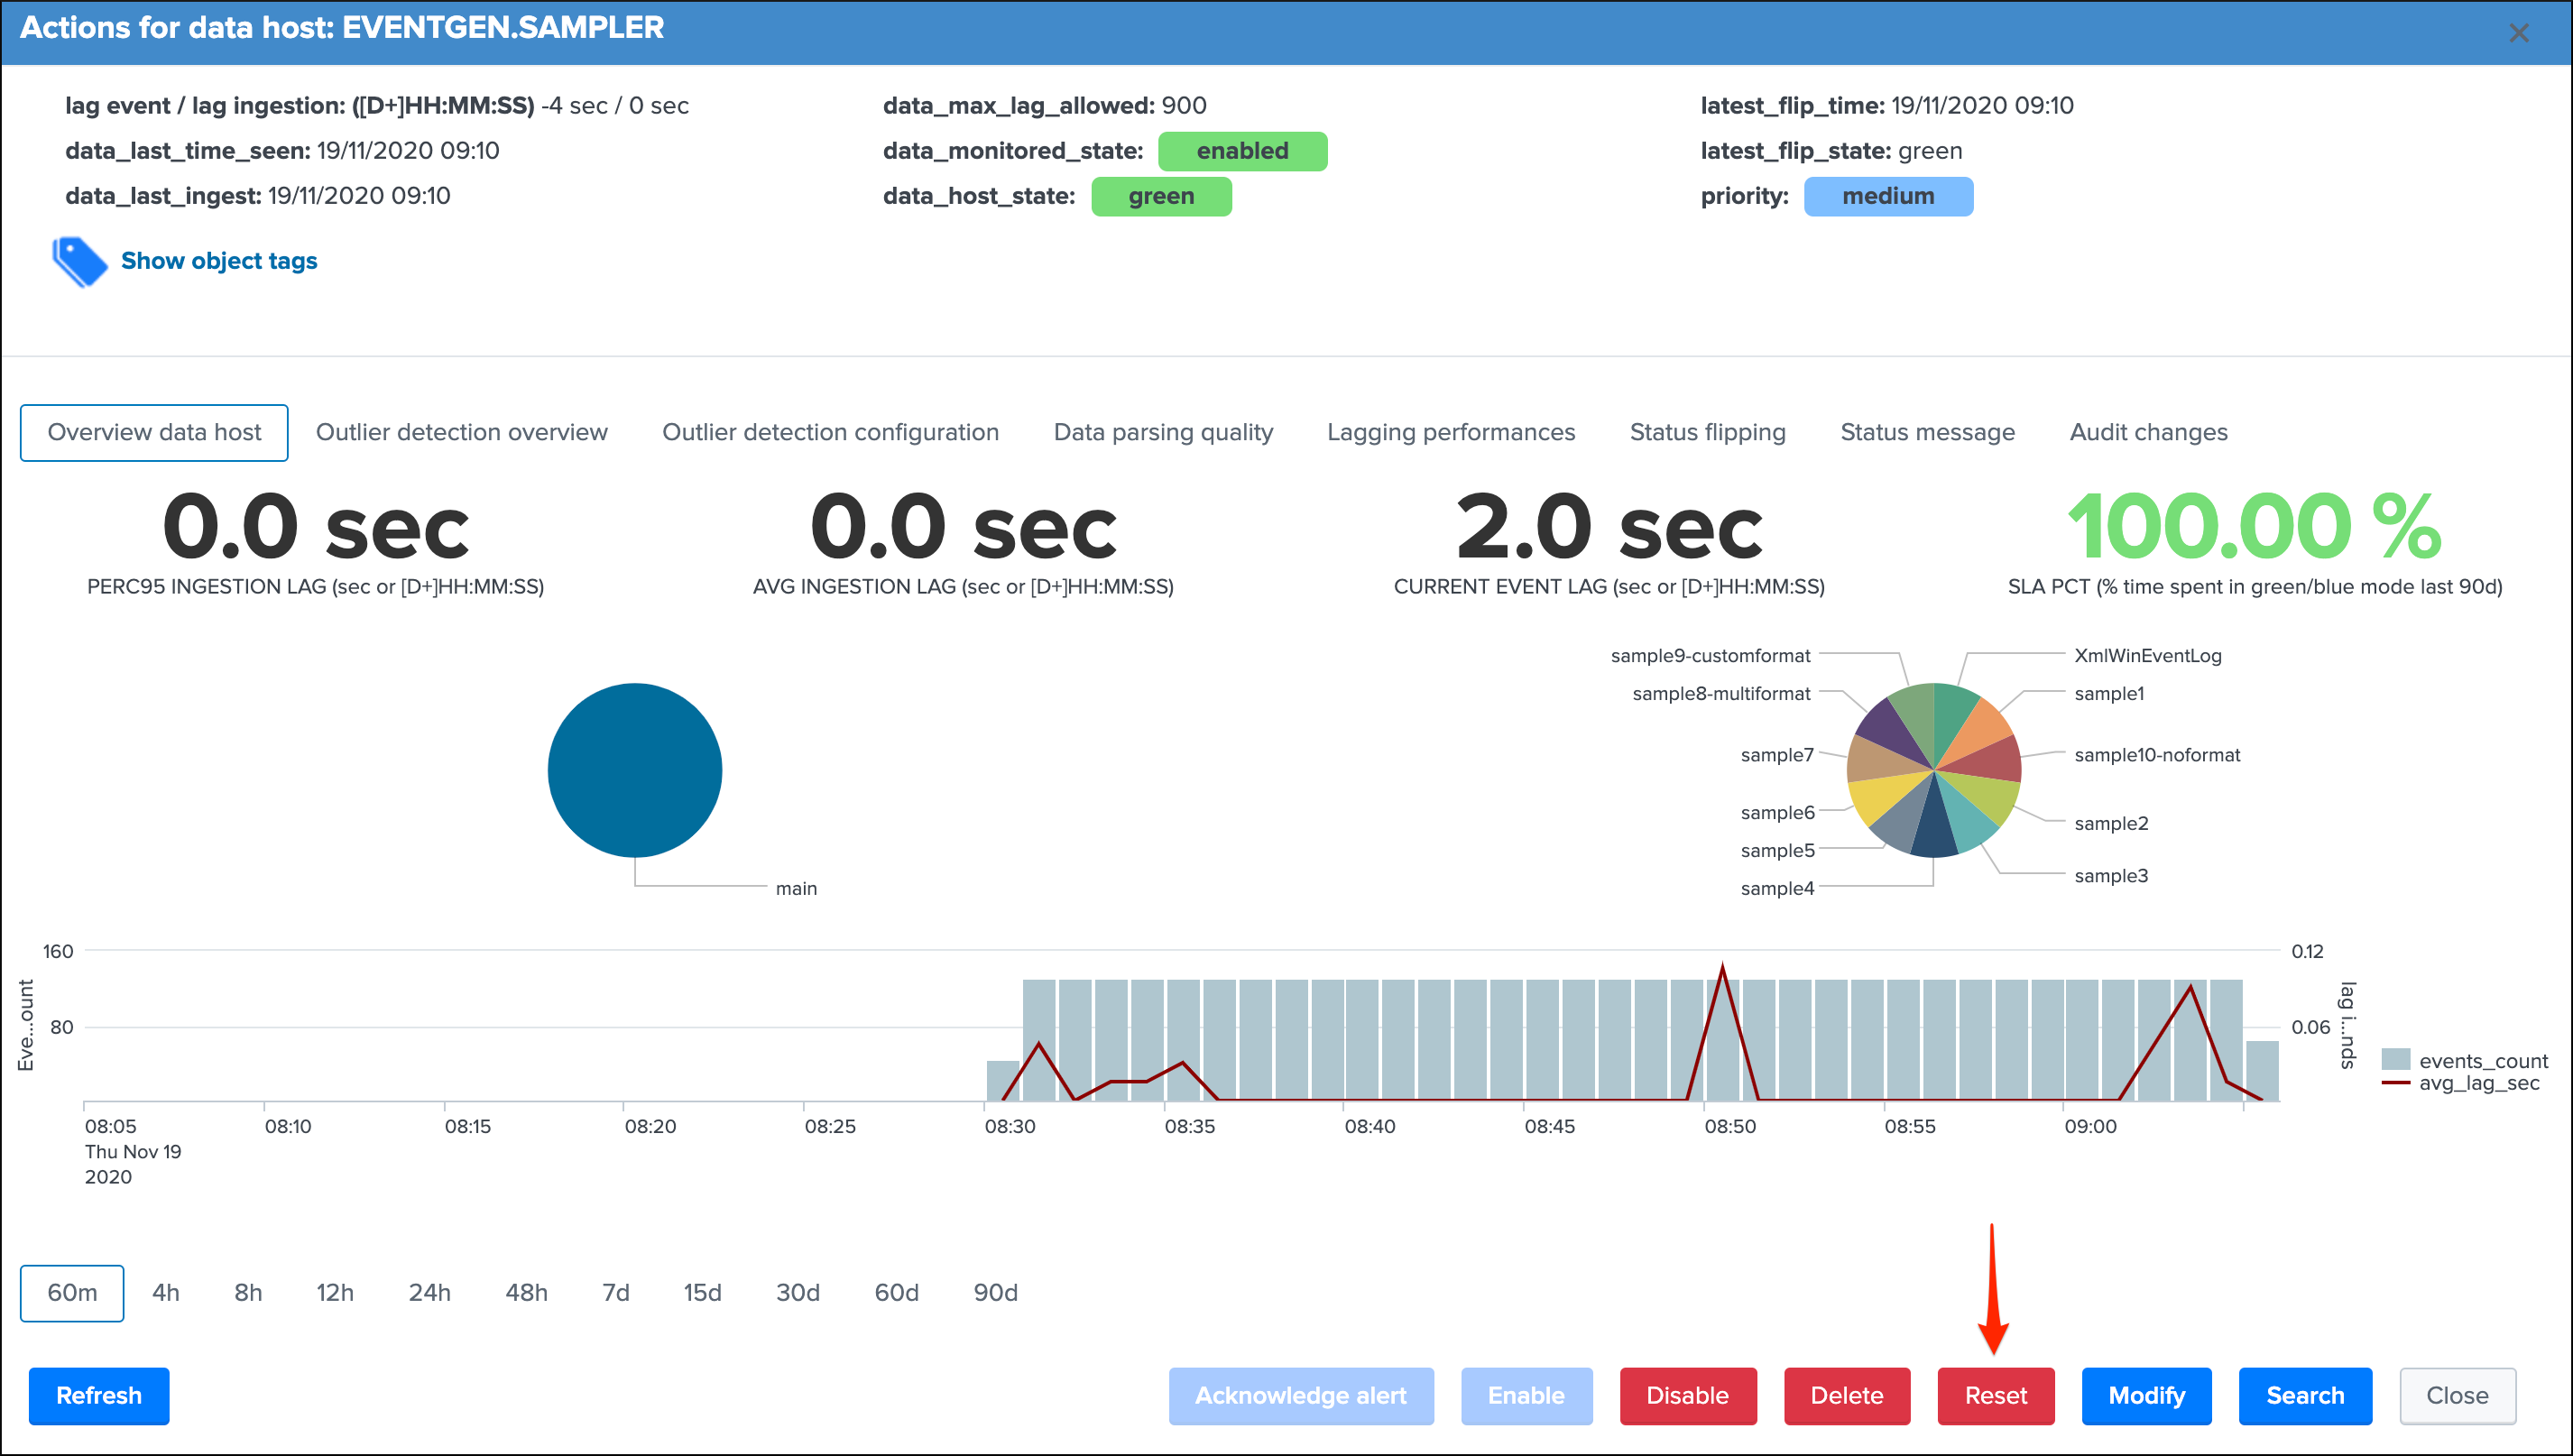 Actions for data host: EVENTGEN.SAMPLER
lag event / lag ingestion: ([D+]HH:MM:SS) -4 sec / 0 sec
data_last_time_seen: 19/11/2020 09:10
data_last_ingest: 19/11/2020 09:10
data_max_lag_allowed: 900
data_monitored_state: enabled
data_host_state: green
latest_flip_time: 19/11/2020 09:10
latest_flip_state: green
priority: medium
Show object tags
Overview data host Outlier detection overview Outlier detection configuration Data parsing quality Lagging performances Status flipping Status message Audit changes
0.0 sec
PERC95 INGESTION LAG (sec or [D+]HH:MM:SS)
0.0 sec
AVG INGESTION LAG (sec or [D+]HH:MM:SS)
2.0 sec
CURRENT EVENT LAG (sec or [D+]HH:MM:SS)
100.00 %
SLA PCT (% time spent in green/blue mode last 90d)
main
sample9-customformat
sample8-multiformat
sample7
sample6
sample5
sample4
XmlWinEventLog
sample1
sample10-noformat
sample2
sample3
Eve...ount
160
80
0.12
0.06
lag i...nds
events_count
avg_lag_sec
08:05 08:10 08:15 08:20 08:25 08:30 08:35 08:40 08:45 08:50 08:55 09:00
Thu Nov 19
2020
60m 4h 8h 12h 24h 48h 7d 15d 30d 60d 90d
Refresh Acknowledge alert Enable Disable Delete Reset Modify Search Close